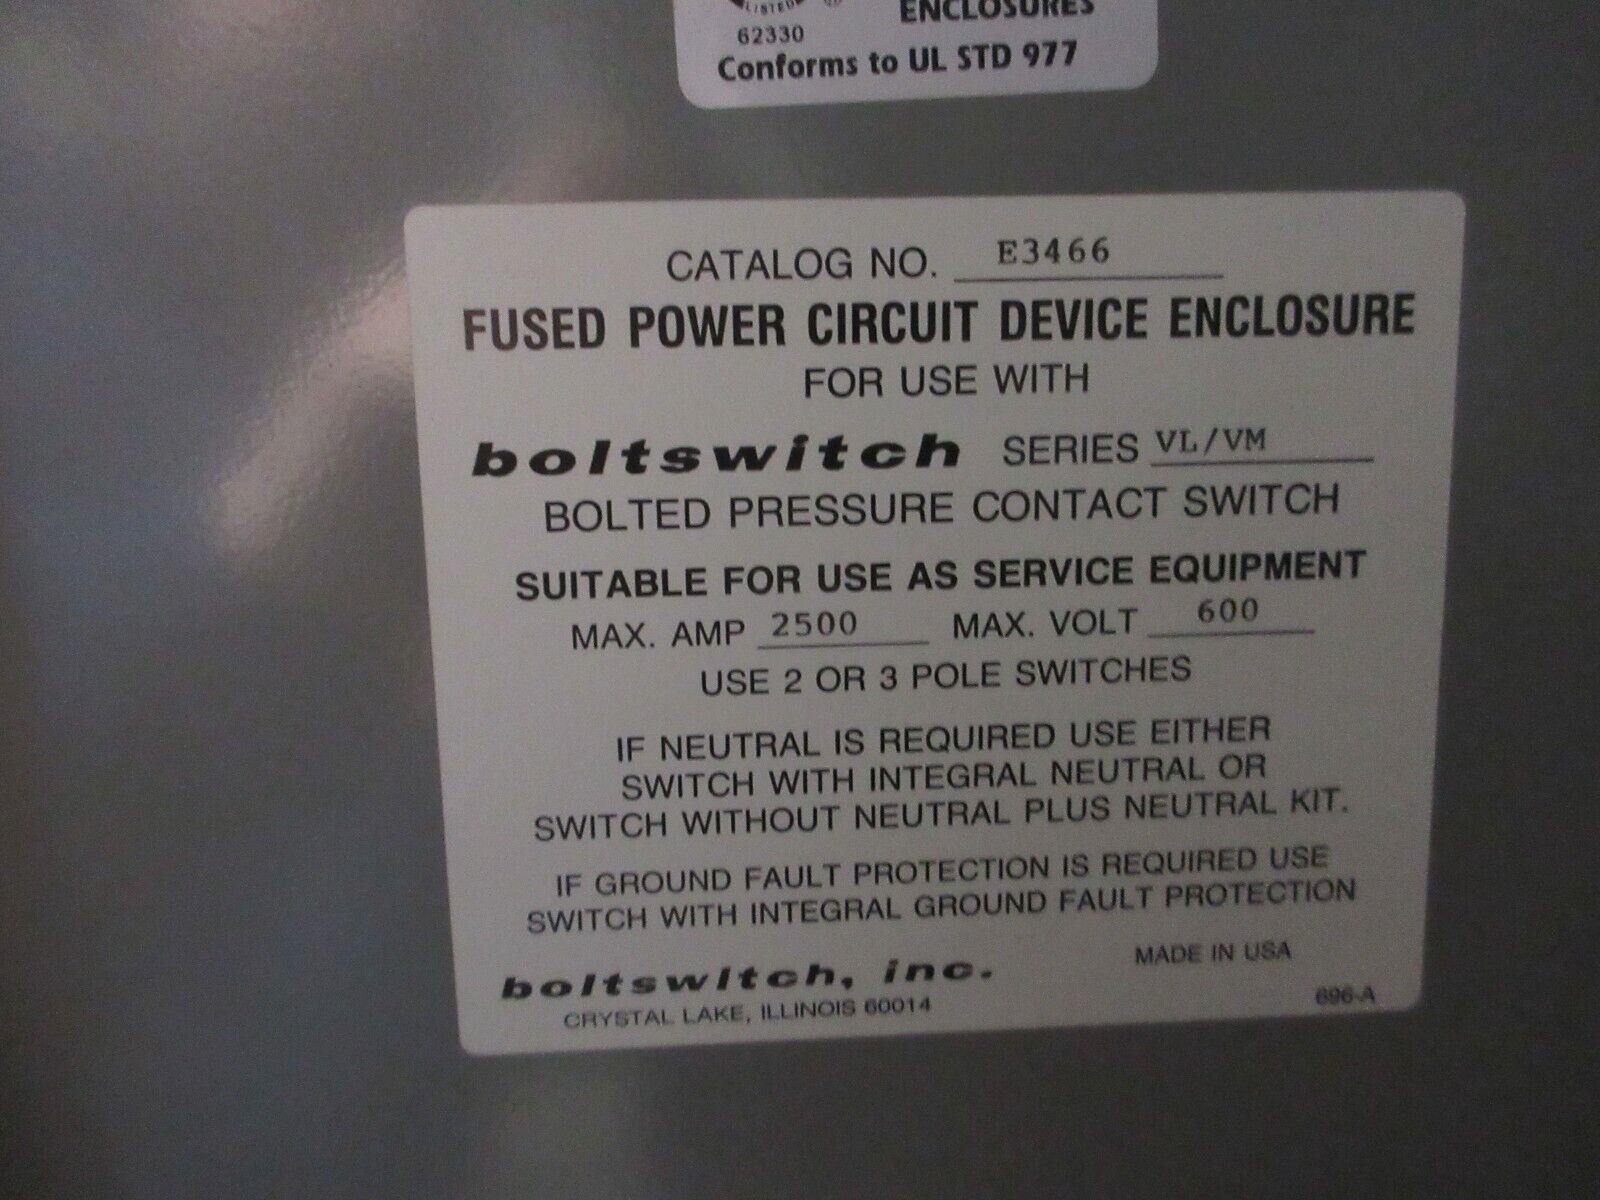 LISTED
ENCLOSURES
62330
Conforms to UL STD 977
CATALOG NO. E3466
FUSED POWER CIRCUIT DEVICE ENCLOSURE
FOR USE WITH
boltswitch SERIES VL/VM
BOLTED PRESSURE CONTACT SWITCH
SUITABLE FOR USE AS SERVICE EQUIPMENT
MAX. AMP 2500 MAX. VOLT 600
USE 2 OR 3 POLE SWITCHES
IF NEUTRAL IS REQUIRED USE EITHER
SWITCH WITH INTEGRAL NEUTRAL OR
SWITCH WITHOUT NEUTRAL PLUS NEUTRAL KIT.
IF GROUND FAULT PROTECTION IS REQUIRED USE
SWITCH WITH INTEGRAL GROUND FAULT PROTECTION
boltswitch, inc. MADE IN USA
CRYSTAL LAKE, ILLINOIS 60014 696-A